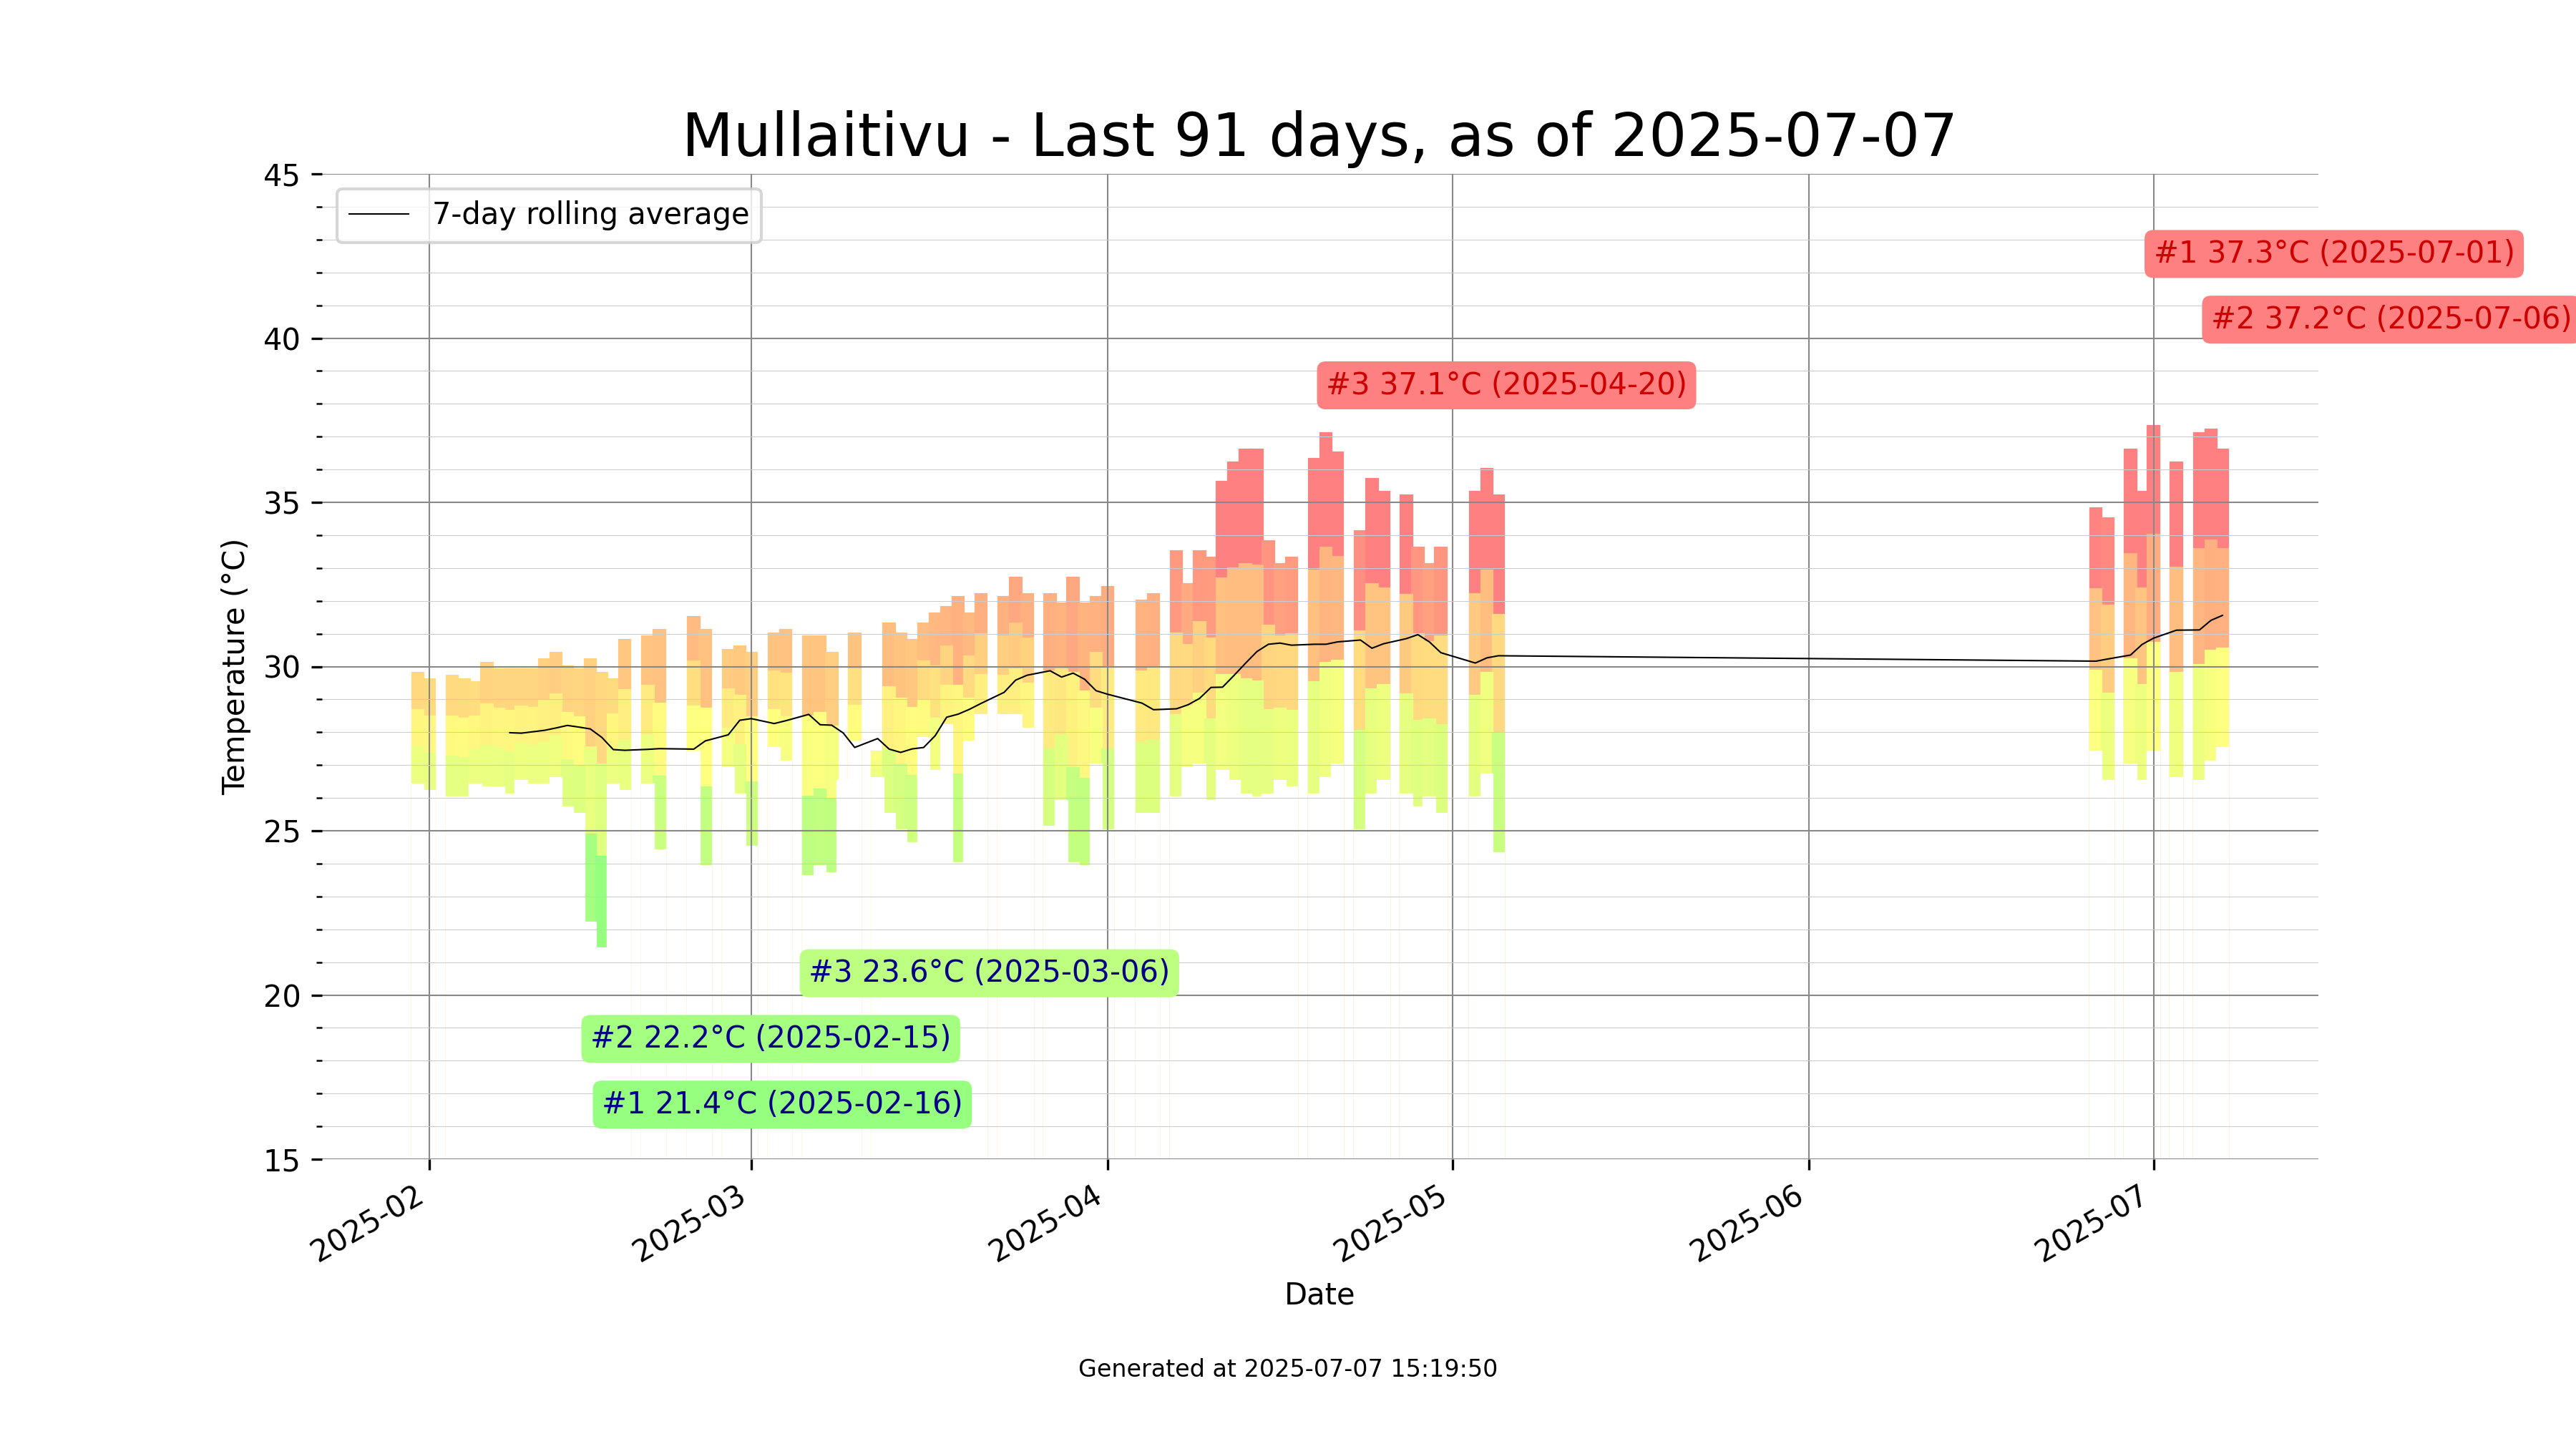 Mullaitivu - Last 91 days, as of 2025-07-07
7-day rolling average
45
40
35
30
25
20
15
Temperature (°C)
#1 37.3°C (2025-07-01)
#2 37.2°C (2025-07-06)
#3 37.1°C (2025-04-20)
#3 23.6°C (2025-03-06)
#2 22.2°C (2025-02-15)
#1 21.4°C (2025-02-16)
2025-02
2025-03
2025-04
2025-05
2025-06
2025-07
Date
Generated at 2025-07-07 15:19:50